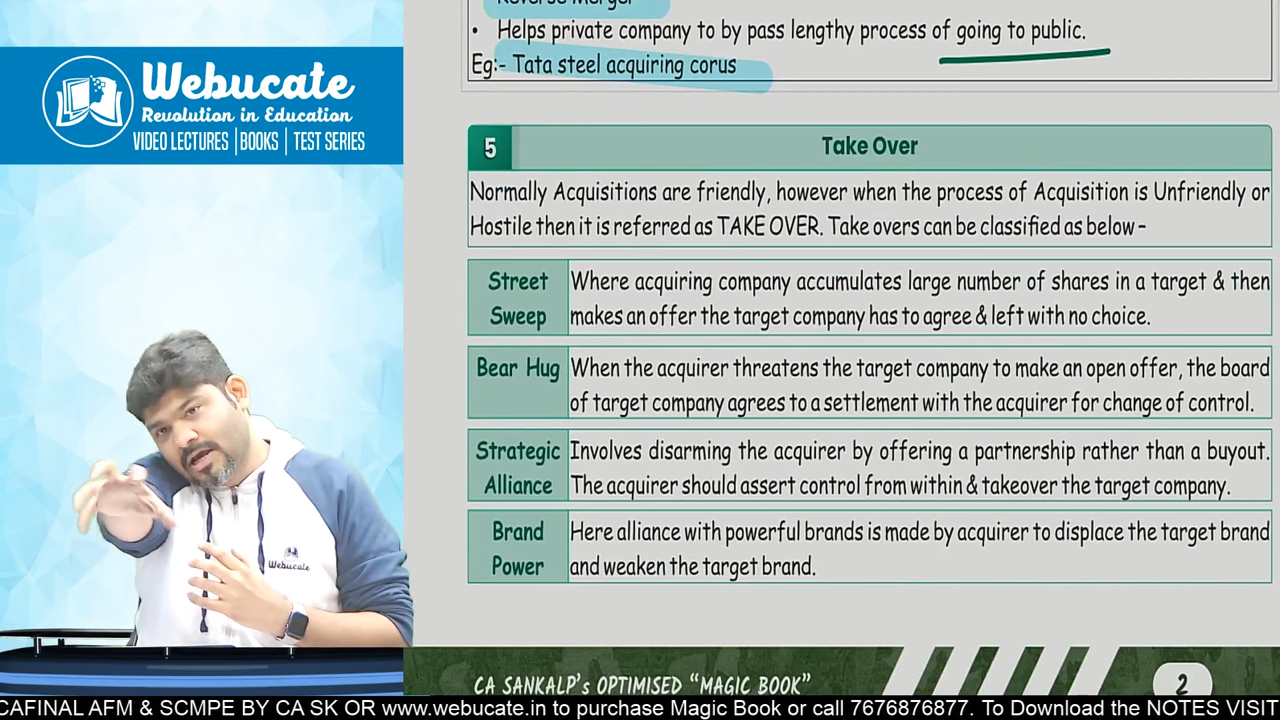 Webucate
Revolution in Education
VIDEO LECTURES | BOOKS | TEST SERIES
Reverse Merger
• Helps private company to by pass lengthy process of going to public.
Eg:- Tata steel acquiring corus
5 Take Over
Normally Acquisitions are friendly, however when the process of Acquisition is Unfriendly or
Hostile then it is referred as TAKE OVER. Take overs can be classified as below –
Street Where acquiring company accumulates large number of shares in a target & then
Sweep makes an offer the target company has to agree & left with no choice.
Bear Hug When the acquirer threatens the target company to make an open offer, the board
of target company agrees to a settlement with the acquirer for change of control.
Strategic Involves disarming the acquirer by offering a partnership rather than a buyout.
Alliance The acquirer should assert control from within & takeover the target company.
Brand Here alliance with powerful brands is made by acquirer to displace the target brand
Power and weaken the target brand.
Webucate
CA SANKALP's OPTIMISED "MAGIC BOOK"
2
CAFINAL AFM & SCMPE BY CA SK OR www.webucate.in to purchase Magic Book or call 7676876877. To Download the NOTES VISIT